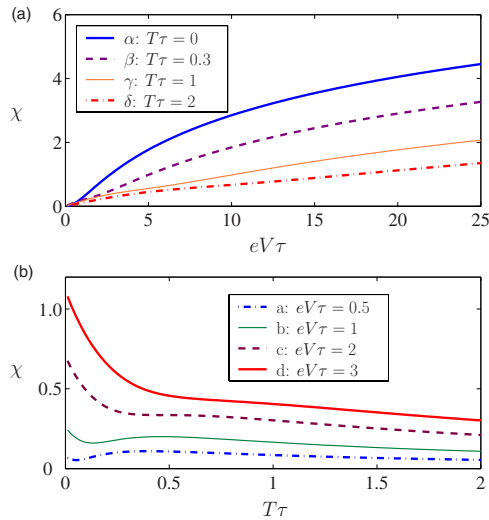 (a)
6
4
2
0
χ
α: Tτ = 0
β: Tτ = 0.3
γ: Tτ = 1
δ: Tτ = 2
0 5 10 15 20 25
eVτ
(b)
1.0
0.5
0
χ
a: eVτ = 0.5
b: eVτ = 1
c: eVτ = 2
d: eVτ = 3
0 0.5 1 1.5 2
Tτ